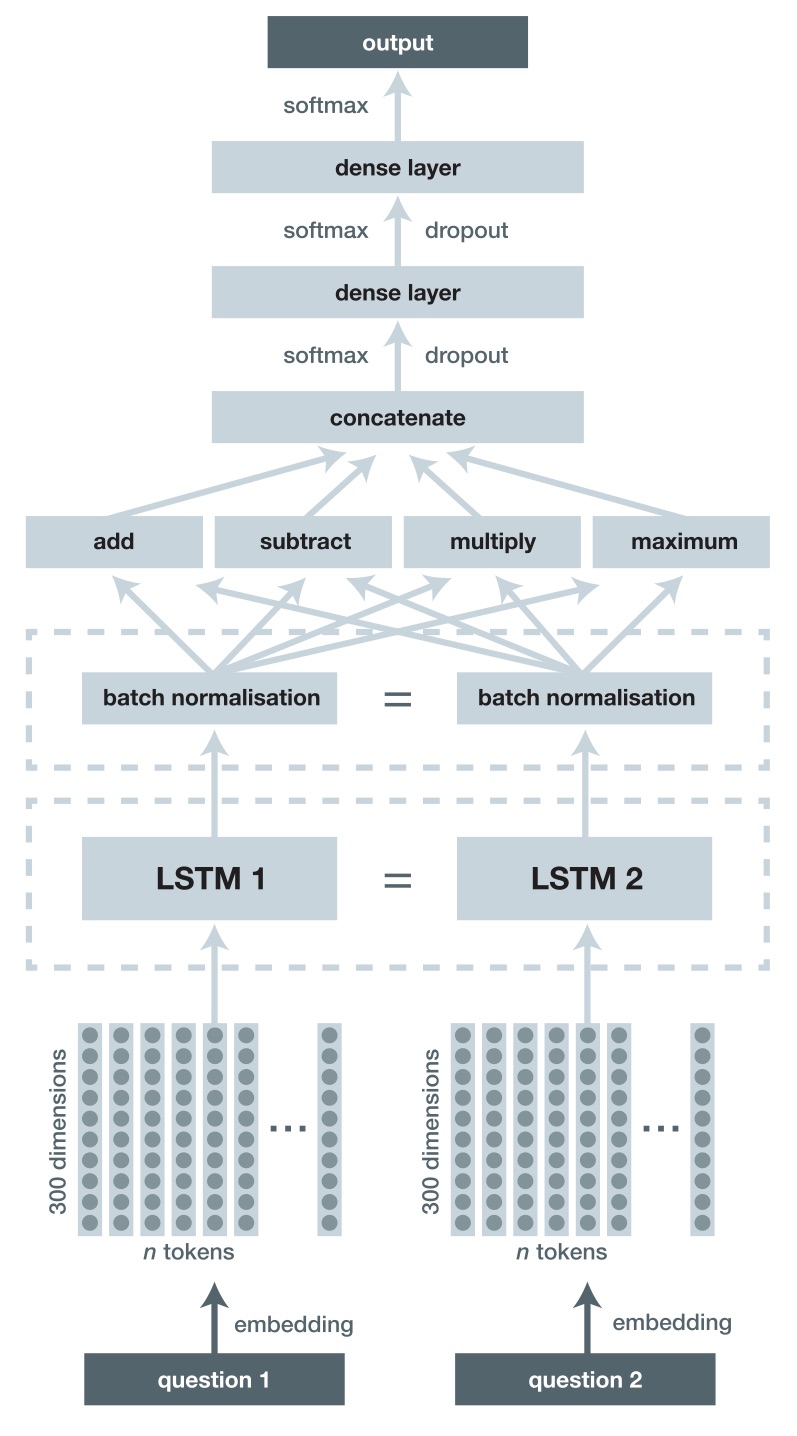 output
softmax
dense layer
softmax dropout
dense layer
softmax dropout
concatenate
add subtract multiply maximum
batch normalisation = batch normalisation
LSTM 1 = LSTM 2
300 dimensions ... 300 dimensions ...
n tokens n tokens
embedding embedding
question 1 question 2